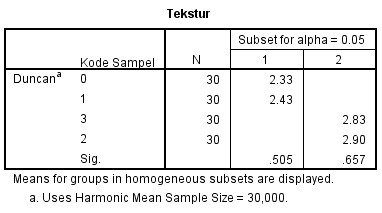 Tekstur
Subset for alpha = 0.05
Kode Sampel N 1 2
Duncana 0 30 2.33
1 30 2.43
3 30 2.83
2 30 2.90
Sig. .505 .657
Means for groups in homogeneous subsets are displayed.
a. Uses Harmonic Mean Sample Size = 30,000.